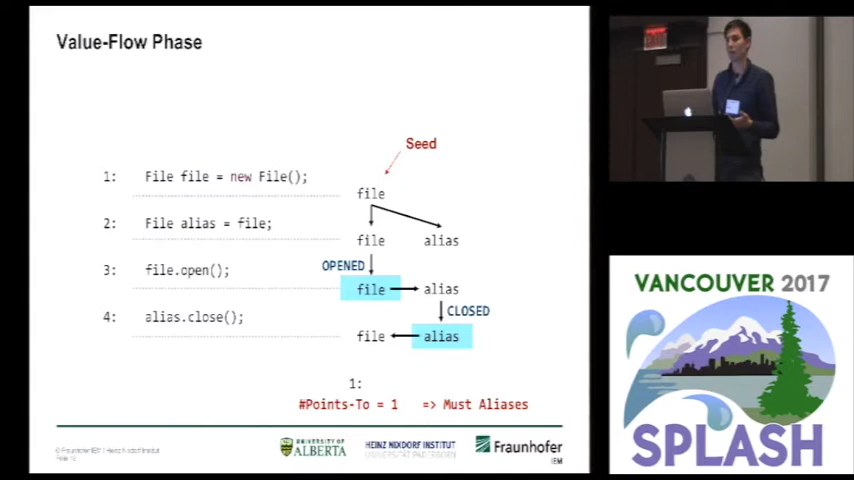 Value-Flow Phase
Seed
1: File file = new File();
file
2: File alias = file;
file alias
3: file.open();
OPENED
file alias
4: alias.close();
CLOSED
file alias
1:
#Points-To = 1 => Must Aliases
© Fraunhofer IEM / Heinz Nixdorf Institut
UNIVERSITY OF
ALBERTA
HEINZ NIXDORF INSTITUT
UNIVERSITÄT PADERBORN
Fraunhofer
IEM
EXIT
VANCOUVER 2017
SPLASH